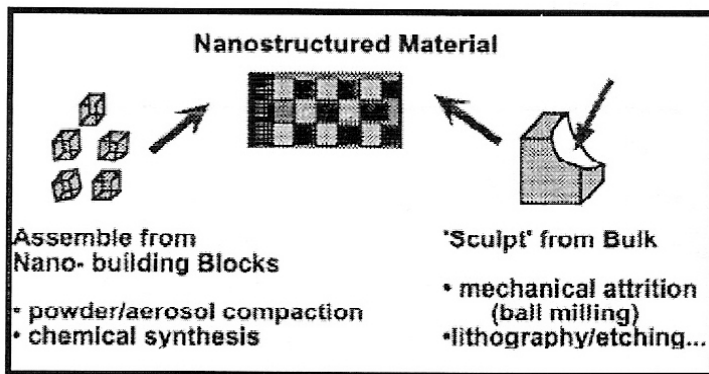 Nanostructured Material
Assemble from
Nano- building Blocks
• powder/aerosol compaction
• chemical synthesis
'Sculpt' from Bulk
• mechanical attrition
(ball milling)
•lithography/etching...